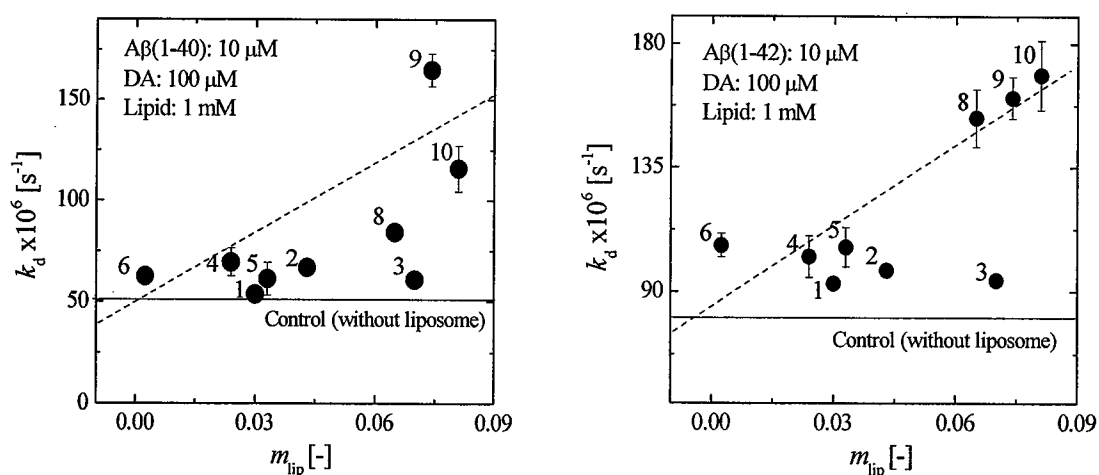 Aβ(1-40): 10 μM
DA: 100 μM
Lipid: 1 mM
9
10
8
6
4
5
2
3
1
Control (without liposome)
150
100
50
0
k_d x10^6 [s^-1]
0.00 0.03 0.06 0.09
m_lip [-]
Aβ(1-42): 10 μM
DA: 100 μM
Lipid: 1 mM
10
9
8
6
5
4
2
1
3
Control (without liposome)
180
135
90
k_d x10^6 [s^-1]
0.00 0.03 0.06 0.09
m_lip [-]